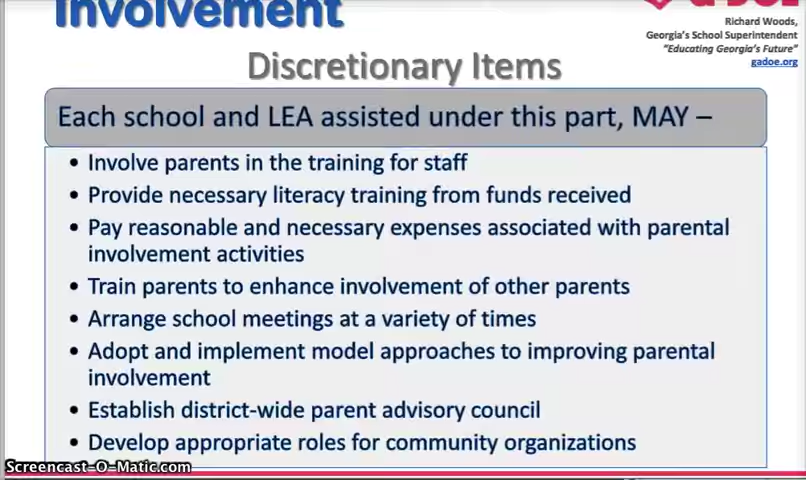 Involvement
Richard Woods,
Georgia's School Superintendent
"Educating Georgia's Future"
gadoe.org
Discretionary Items
Each school and LEA assisted under this part, MAY –
• Involve parents in the training for staff
• Provide necessary literacy training from funds received
• Pay reasonable and necessary expenses associated with parental
involvement activities
• Train parents to enhance involvement of other parents
• Arrange school meetings at a variety of times
• Adopt and implement model approaches to improving parental
involvement
• Establish district-wide parent advisory council
• Develop appropriate roles for community organizations
Screencast-O-Matic.com